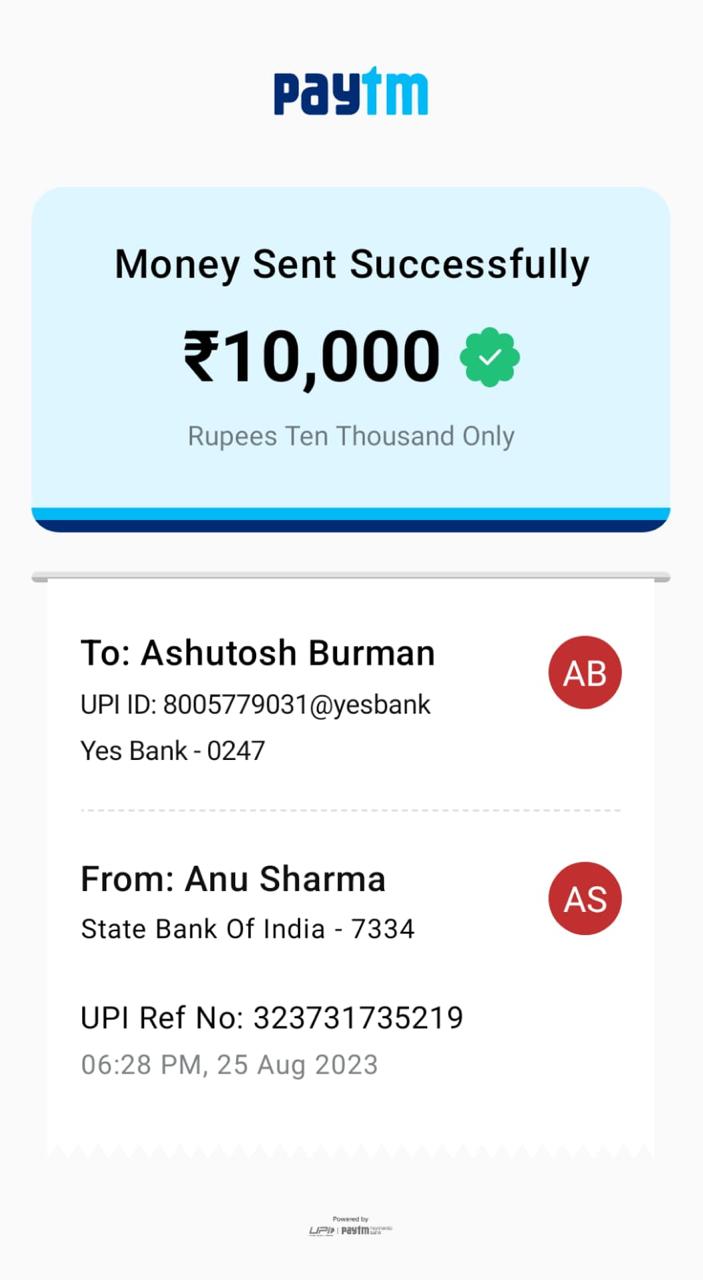 paytm
Money Sent Successfully
₹10,000
Rupees Ten Thousand Only
To: Ashutosh Burman
AB
UPI ID: 8005779031@yesbank
Yes Bank - 0247
From: Anu Sharma
AS
State Bank Of India - 7334
UPI Ref No: 323731735219
06:28 PM, 25 Aug 2023
Powered by
UPI | paytm